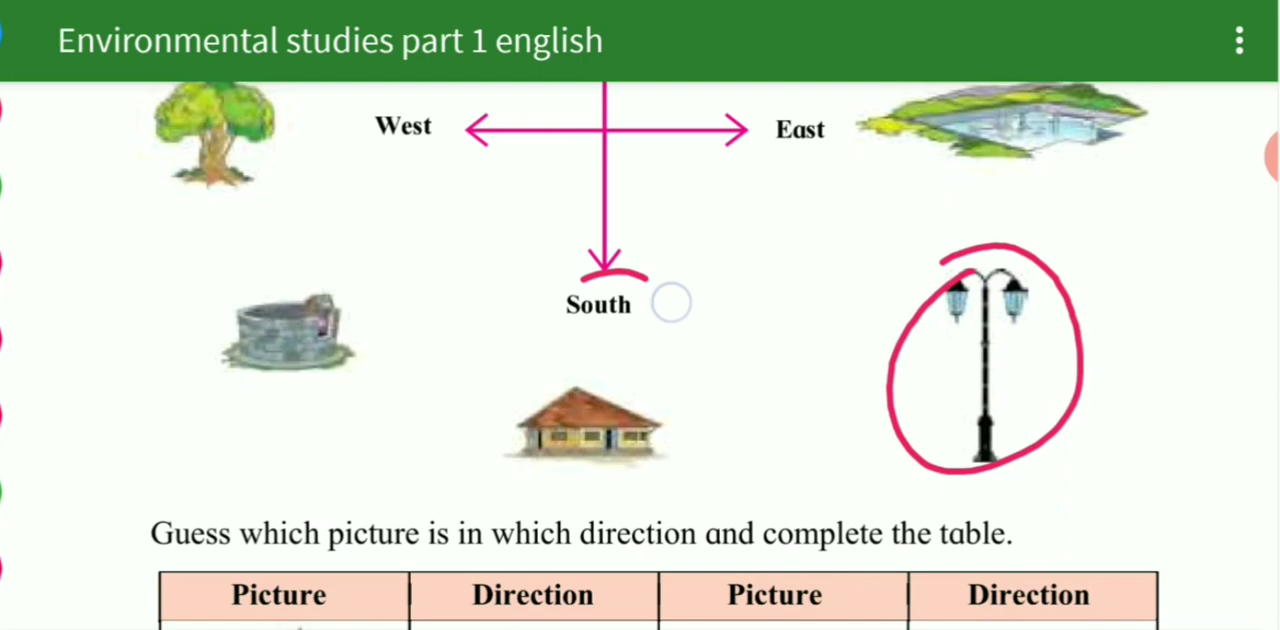 Environmental studies part 1 english
West
East
South
Guess which picture is in which direction and complete the table.
Picture Direction Picture Direction